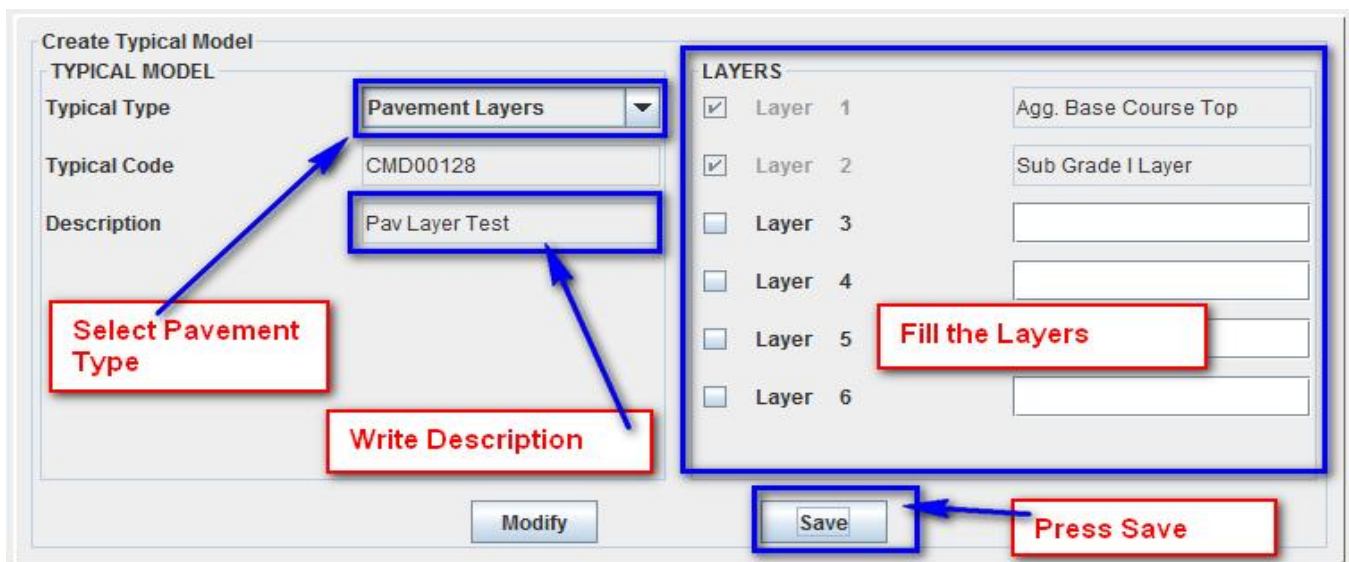 Create Typical Model
TYPICAL MODEL
Typical Type
Pavement Layers
Typical Code
CMD00128
Description
Pav Layer Test
Select Pavement
Type
Write Description
LAYERS
Layer 1
Agg. Base Course Top
Layer 2
Sub Grade I Layer
Layer 3
Layer 4
Layer 5
Layer 6
Fill the Layers
Modify
Save
Press Save